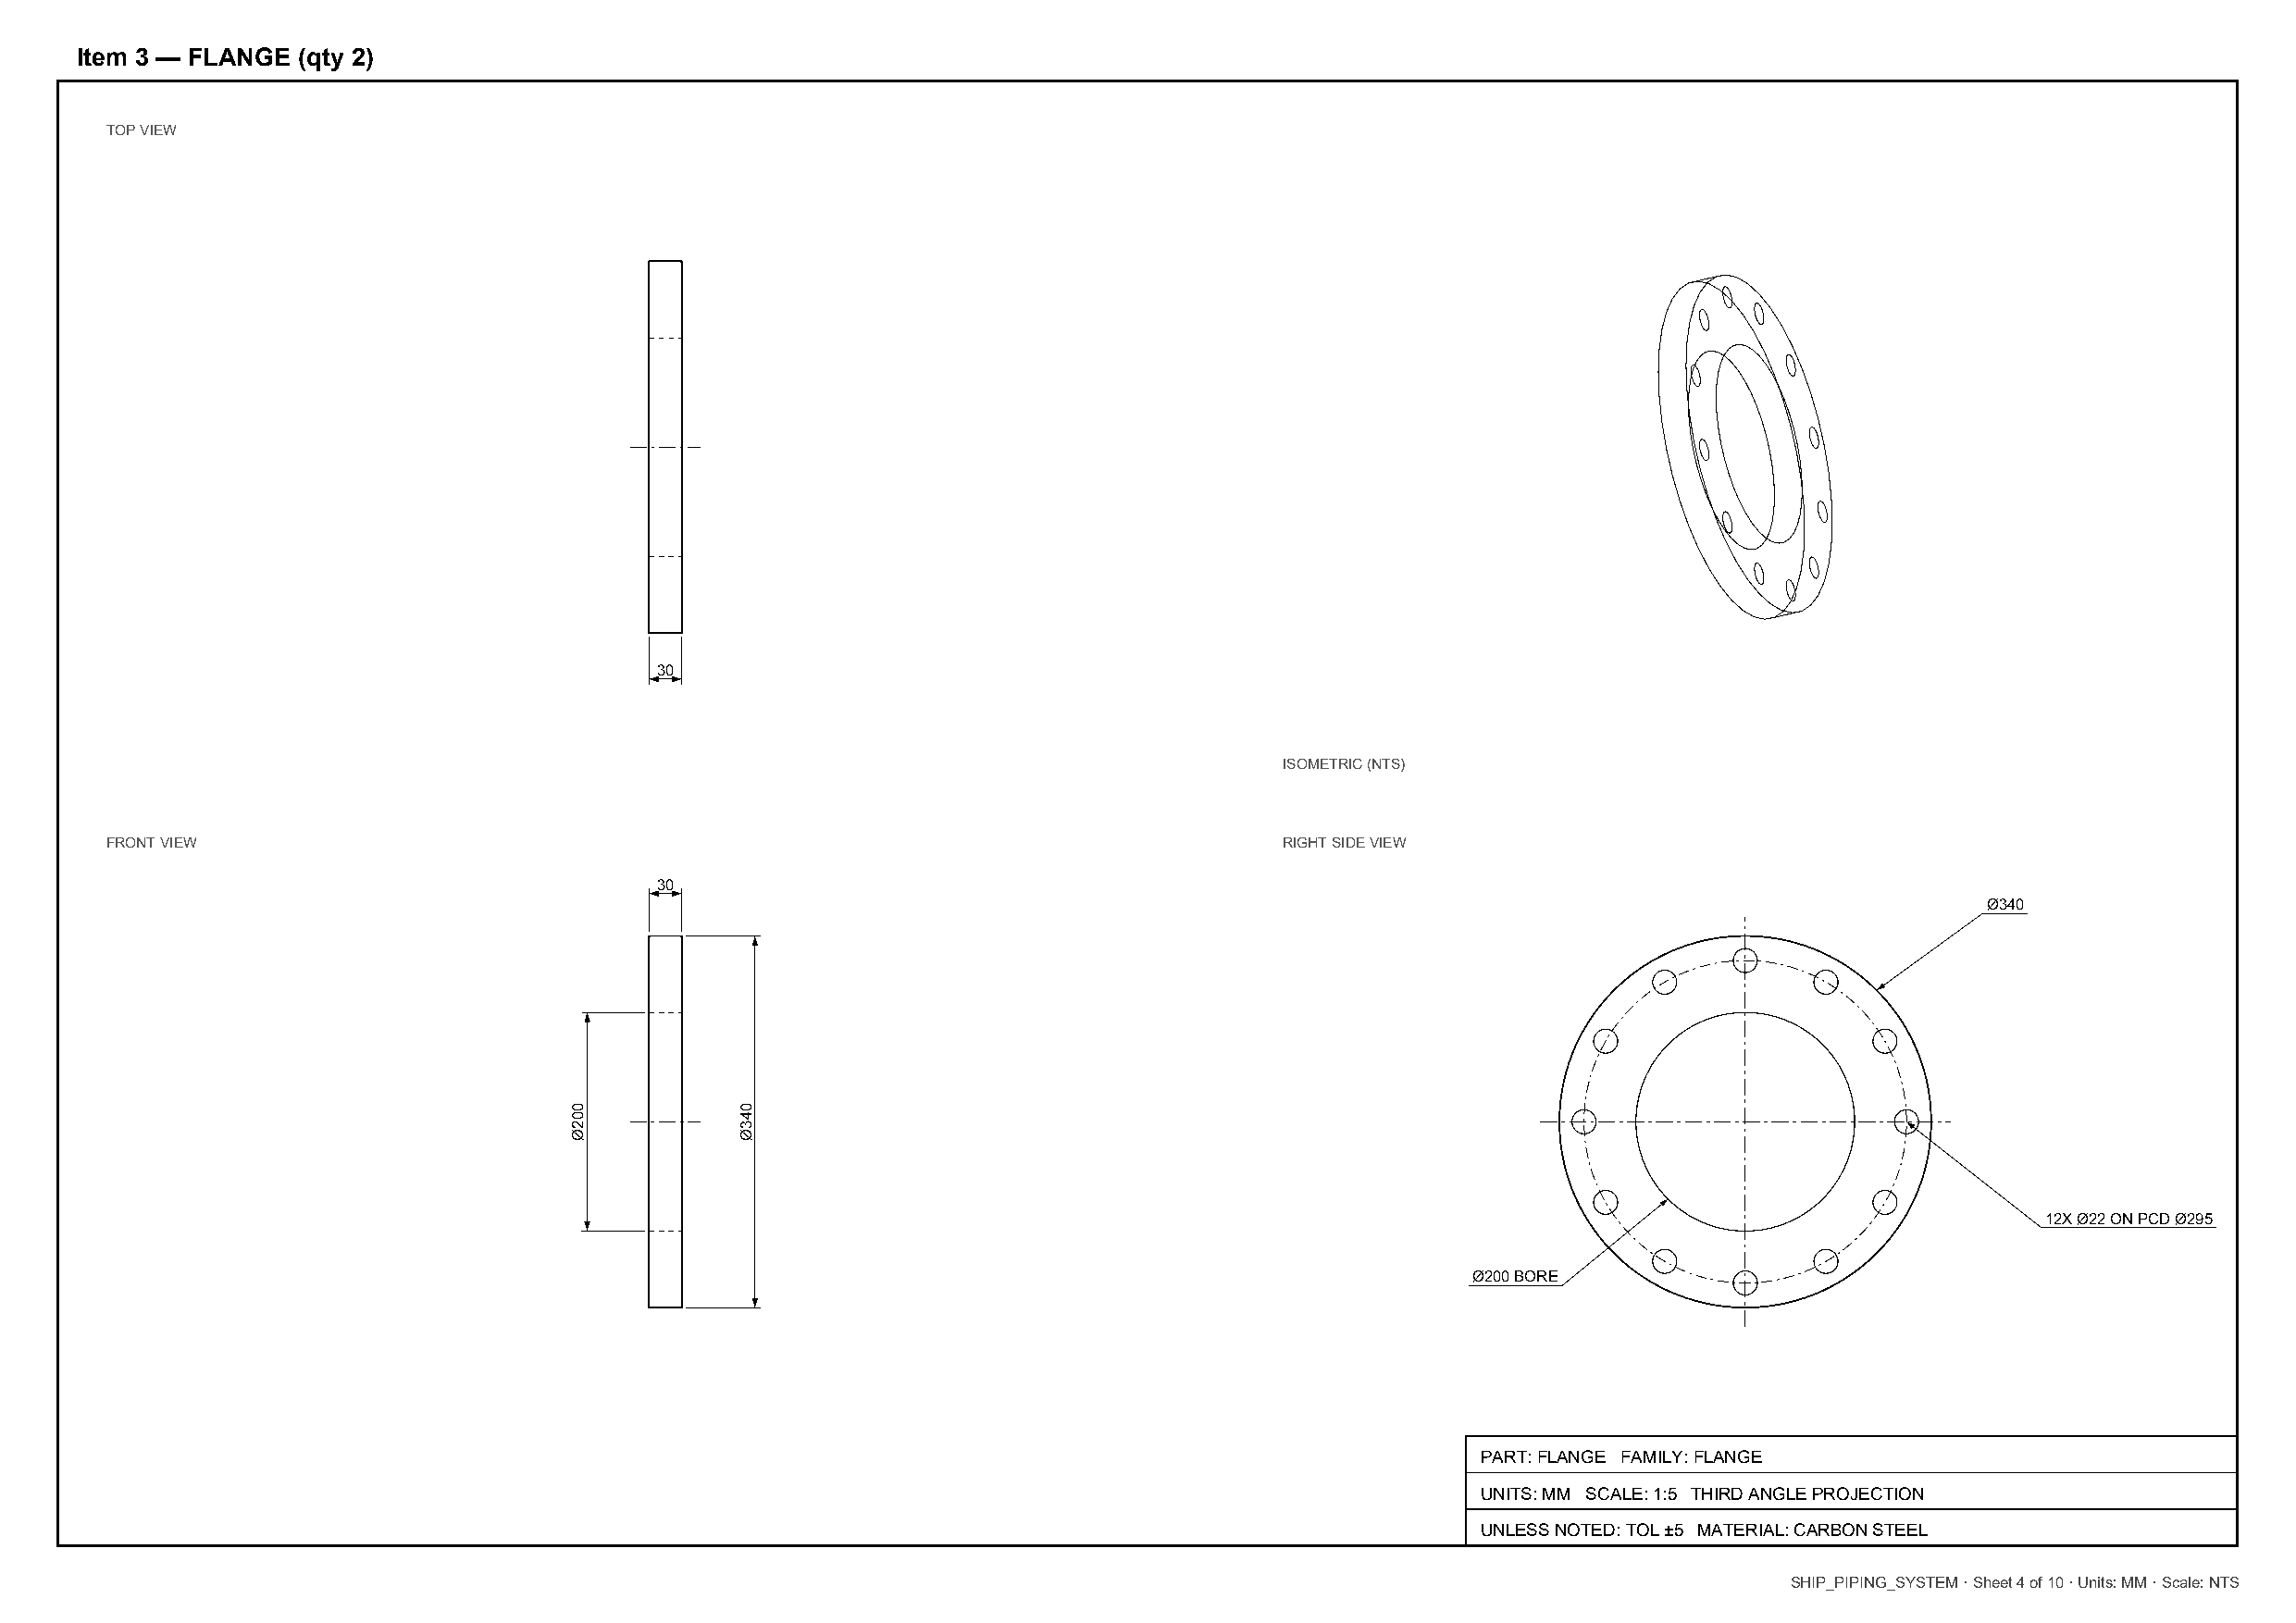 Item 3 — FLANGE (qty 2)
TOP VIEW
30
ISOMETRIC (NTS)
FRONT VIEW
RIGHT SIDE VIEW
30
Ø340
Ø200
Ø340
12X Ø22 ON PCD Ø295
Ø200 BORE
PART: FLANGE FAMILY: FLANGE
UNITS: MM SCALE: 1:5 THIRD ANGLE PROJECTION
UNLESS NOTED: TOL ±5 MATERIAL: CARBON STEEL
SHIP_PIPING_SYSTEM · Sheet 4 of 10 · Units: MM · Scale: NTS